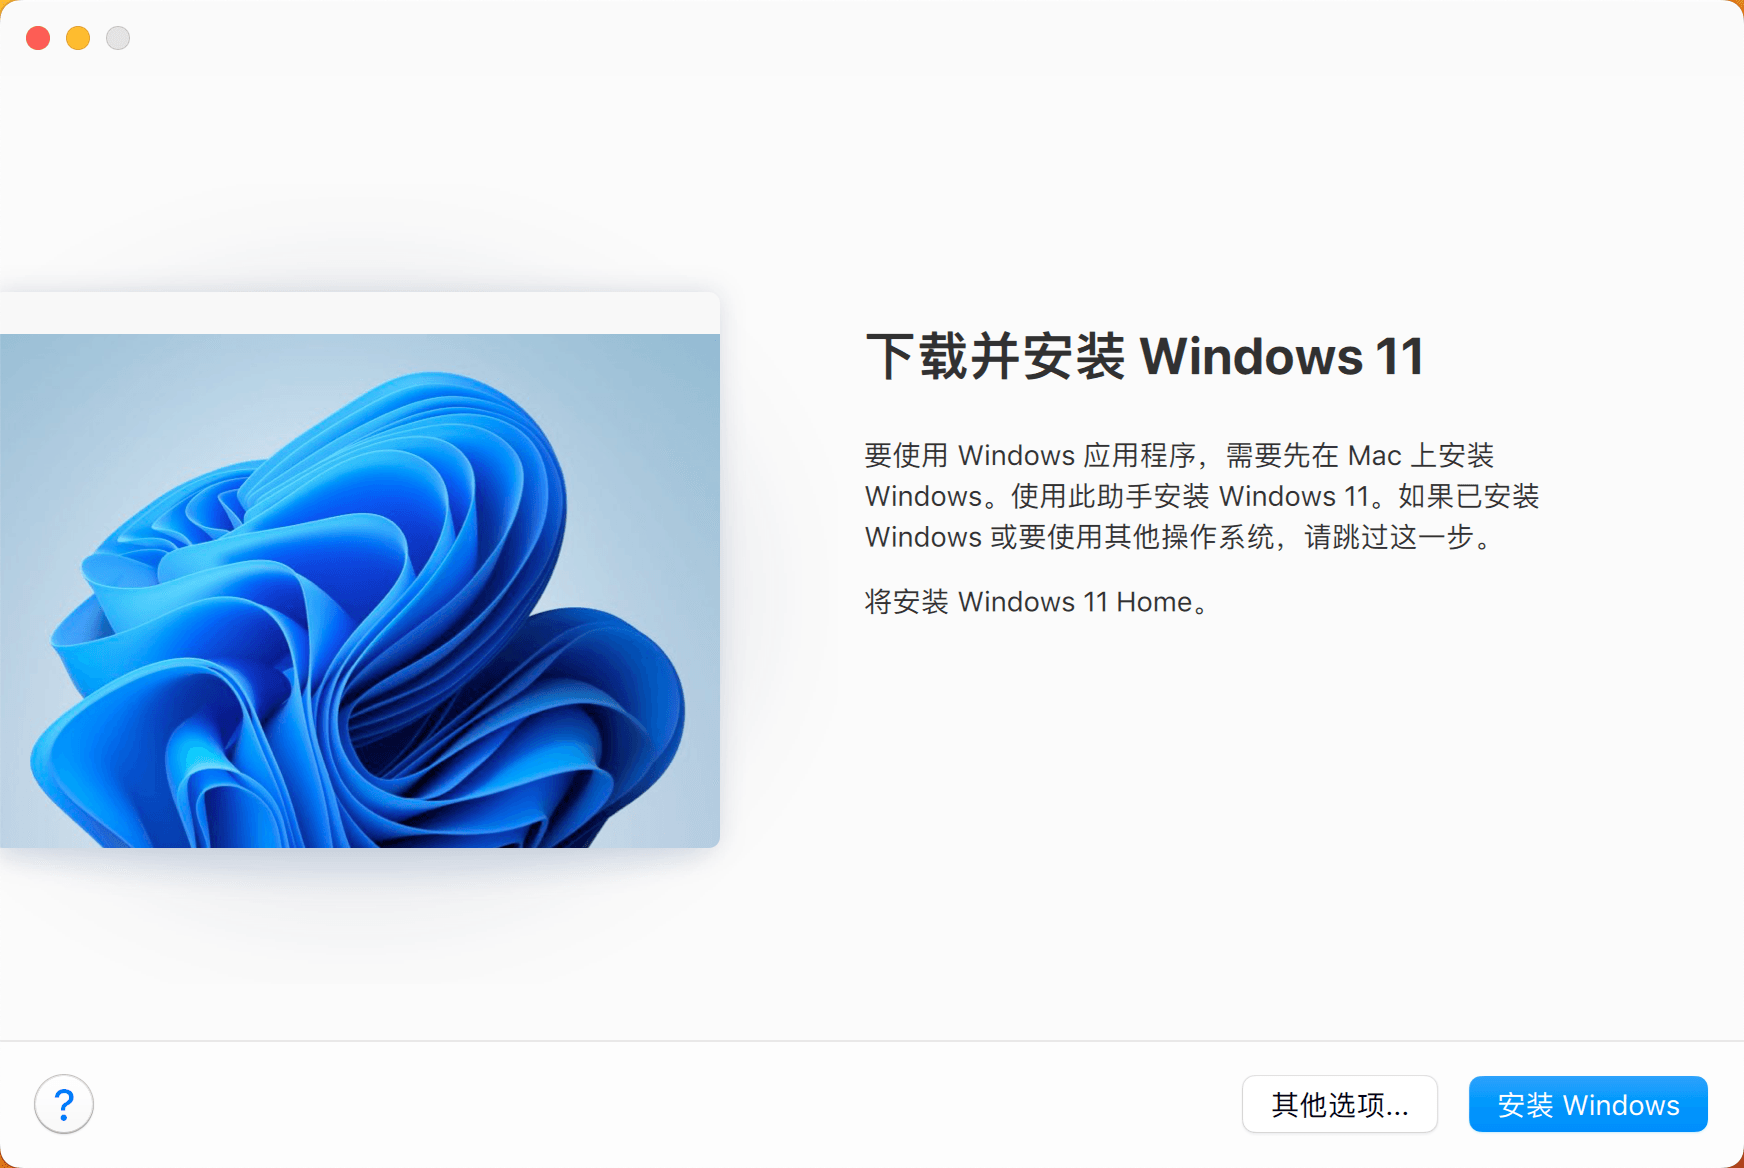 下载并安装 Windows 11
要使用 Windows 应用程序，需要先在 Mac 上安装
Windows。使用此助手安装 Windows 11。如果已安装
Windows 或要使用其他操作系统，请跳过这一步。
将安装 Windows 11 Home。
?
其他选项...
安装 Windows